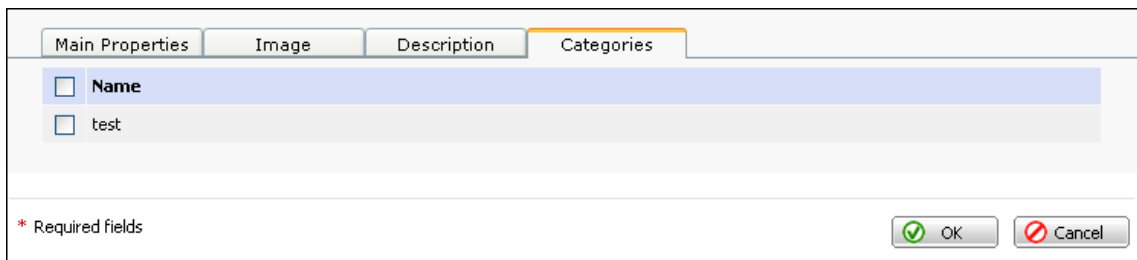 Main Properties Image Description Categories
Name
test
* Required fields OK Cancel